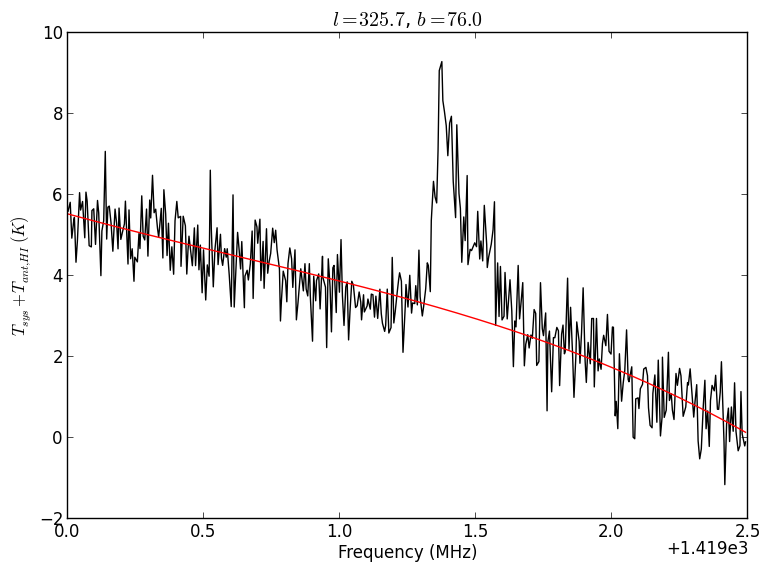 l = 325.7, b = 76.0
10
8
6
4
2
0
−2
T_sys + T_ant,HI (K)
0.0 0.5 1.0 1.5 2.0 2.5
Frequency (MHz)
+1.419e3